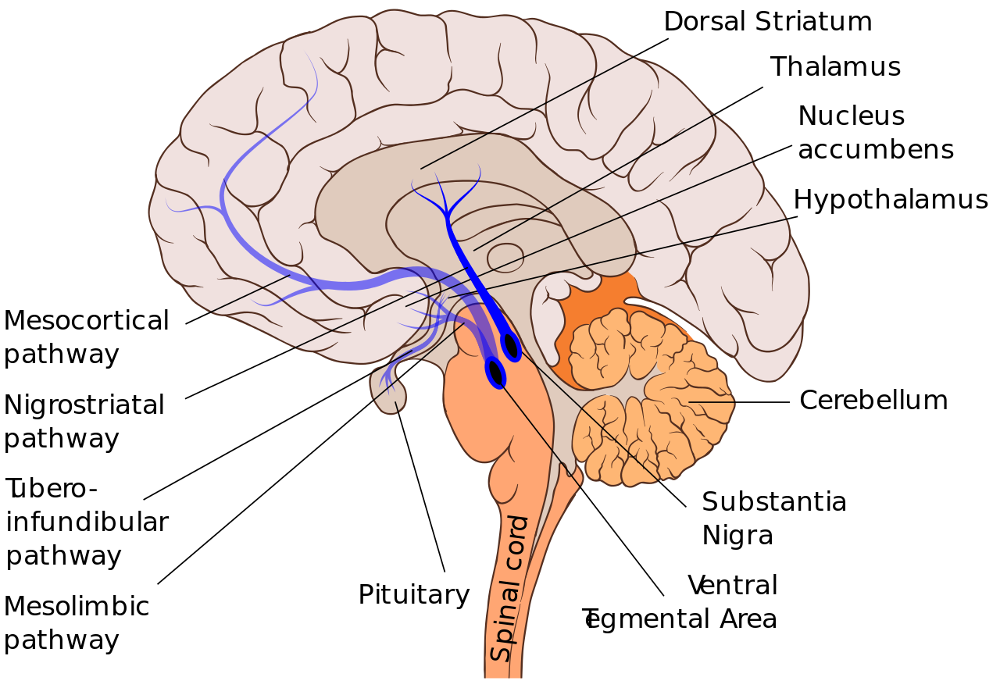 Dorsal Striatum
Thalamus
Nucleus
accumbens
Hypothalamus
Mesocortical
pathway
Nigrostriatal
pathway
Tubero-
infundibular
pathway
Mesolimbic
pathway
Pituitary
Spinal cord
Cerebellum
Substantia
Nigra
Ventral
Tegmental Area